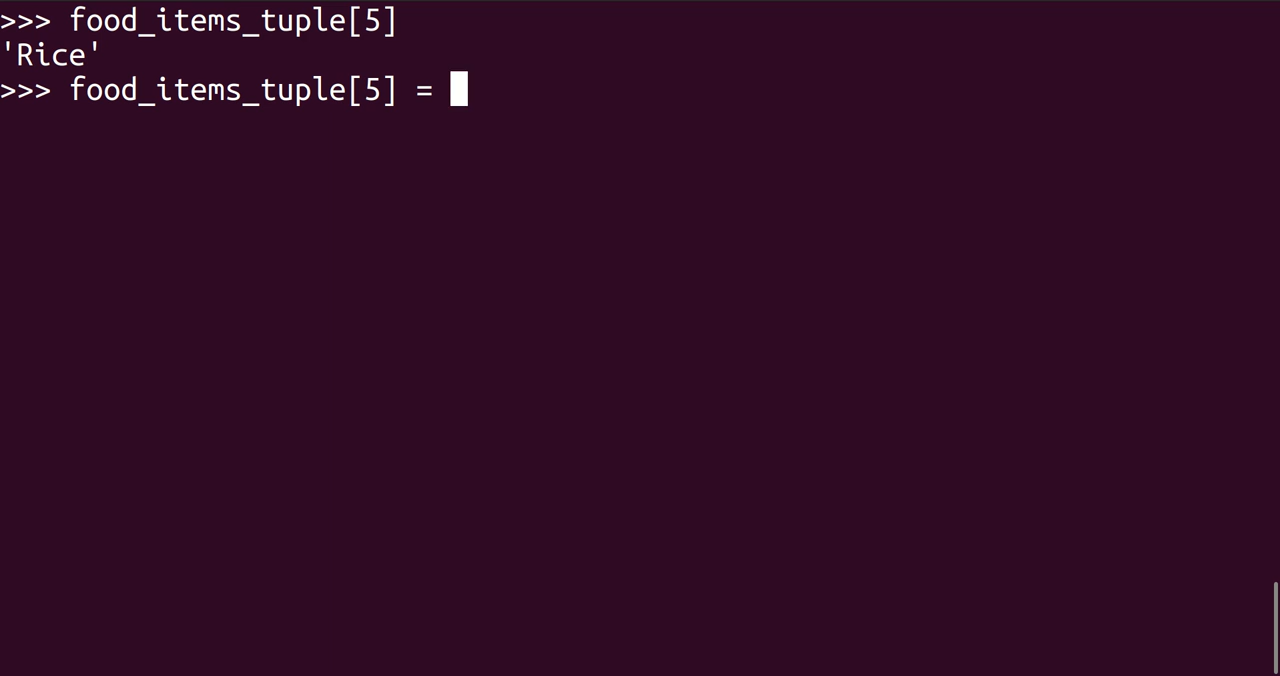 >>> food_items_tuple[5]
'Rice'
>>> food_items_tuple[5] =